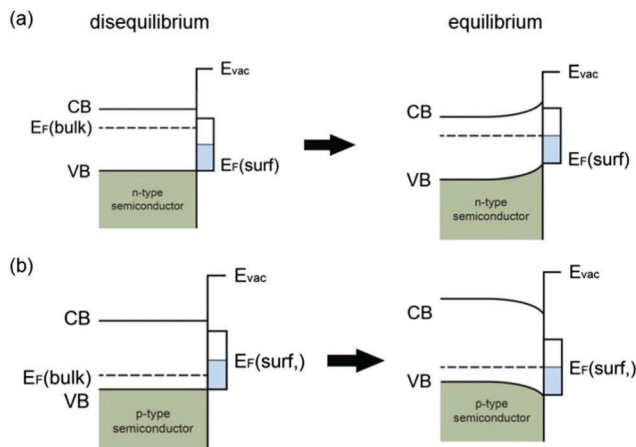 (a)
disequilibrium
equilibrium
Evac
CB
EF(bulk)
VB
EF(surf)
n-type
semiconductor
Evac
CB
VB
EF(surf)
n-type
semiconductor
(b)
Evac
CB
EF(bulk)
VB
EF(surf,)
p-type
semiconductor
Evac
CB
VB
EF(surf,)
p-type
semiconductor